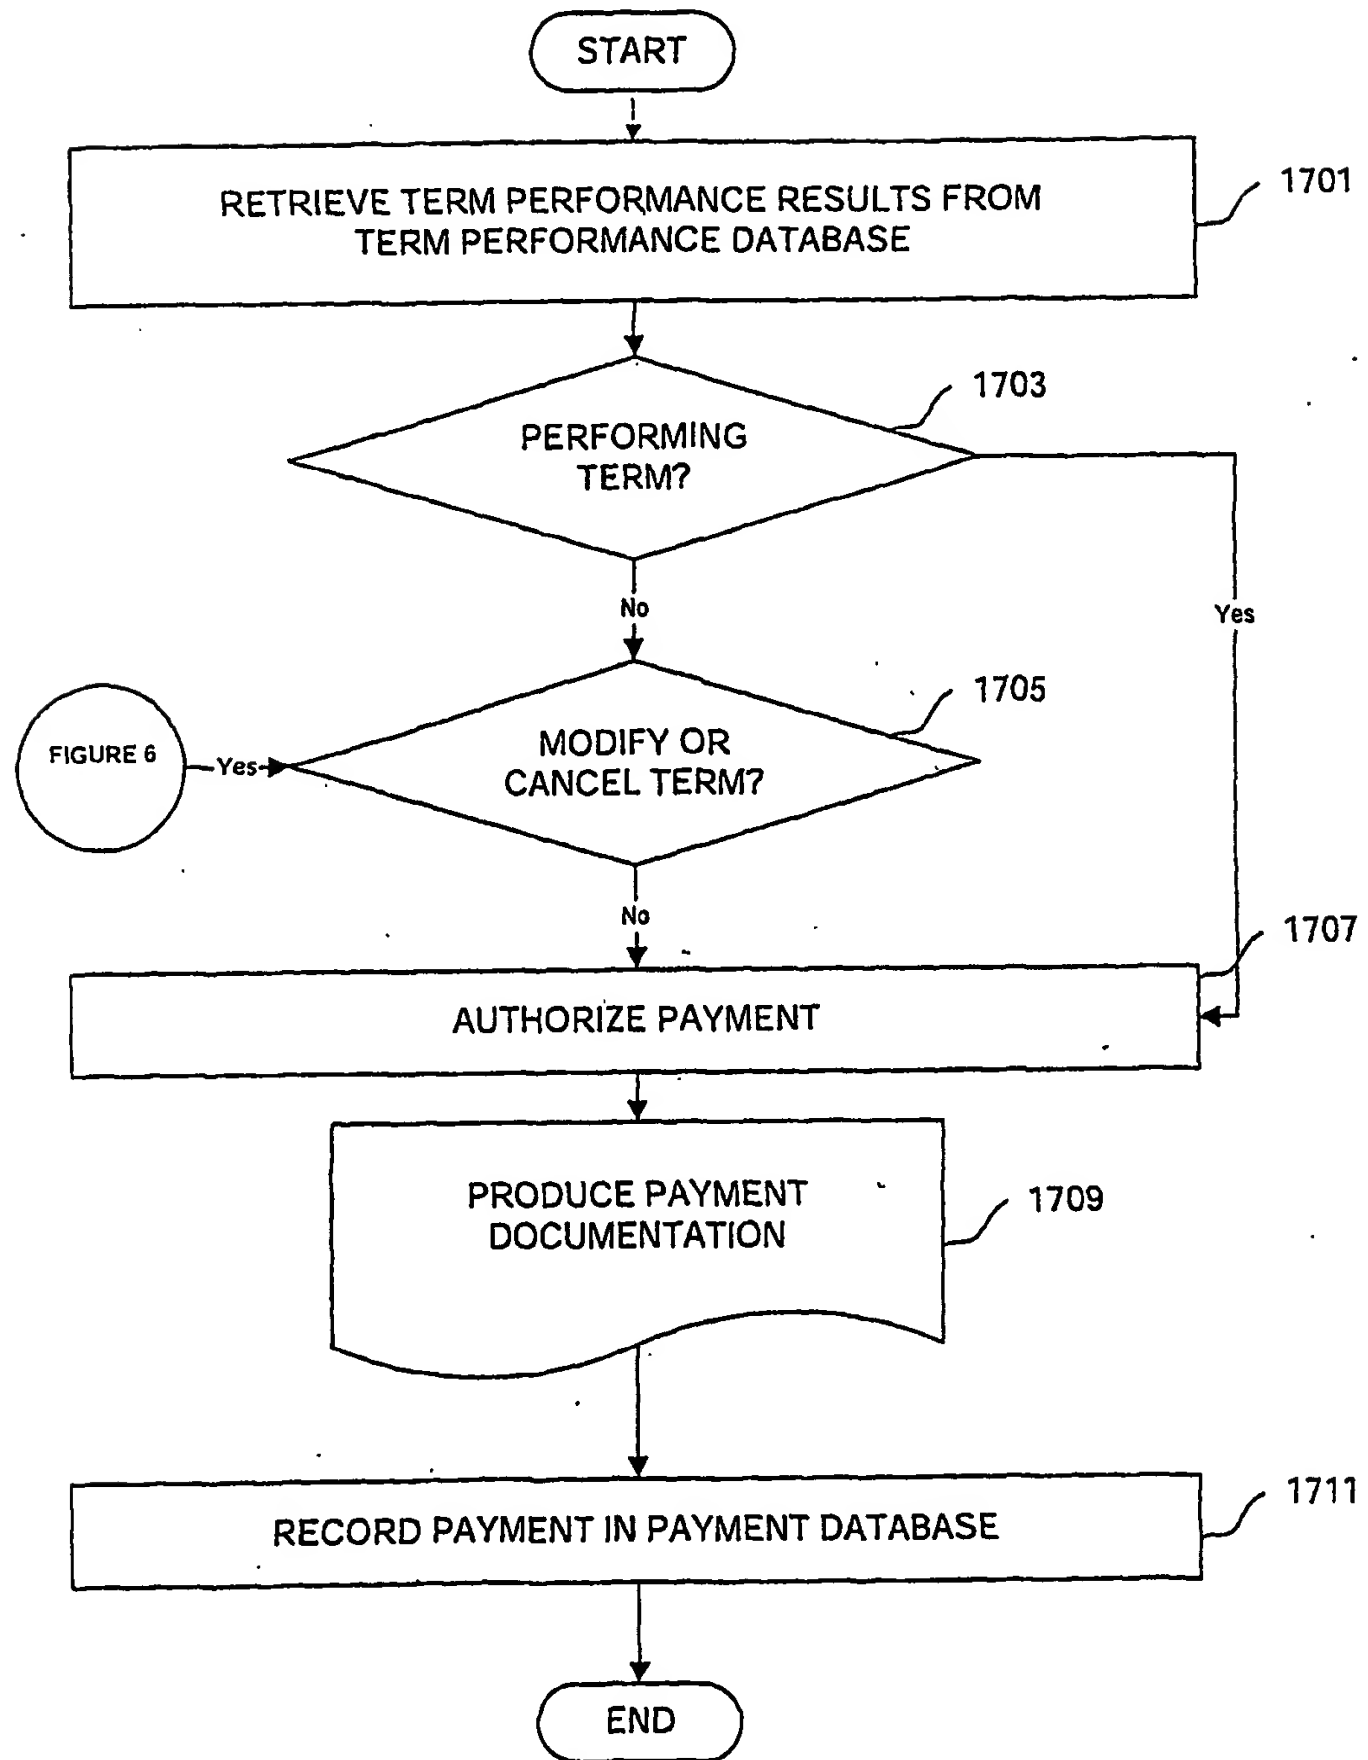 START
RETRIEVE TERM PERFORMANCE RESULTS FROM
TERM PERFORMANCE DATABASE
1701
1703
PERFORMING
TERM?
No
Yes
1705
FIGURE 6
Yes
MODIFY OR
CANCEL TERM?
No
1707
AUTHORIZE PAYMENT
PRODUCE PAYMENT
DOCUMENTATION
1709
1711
RECORD PAYMENT IN PAYMENT DATABASE
END